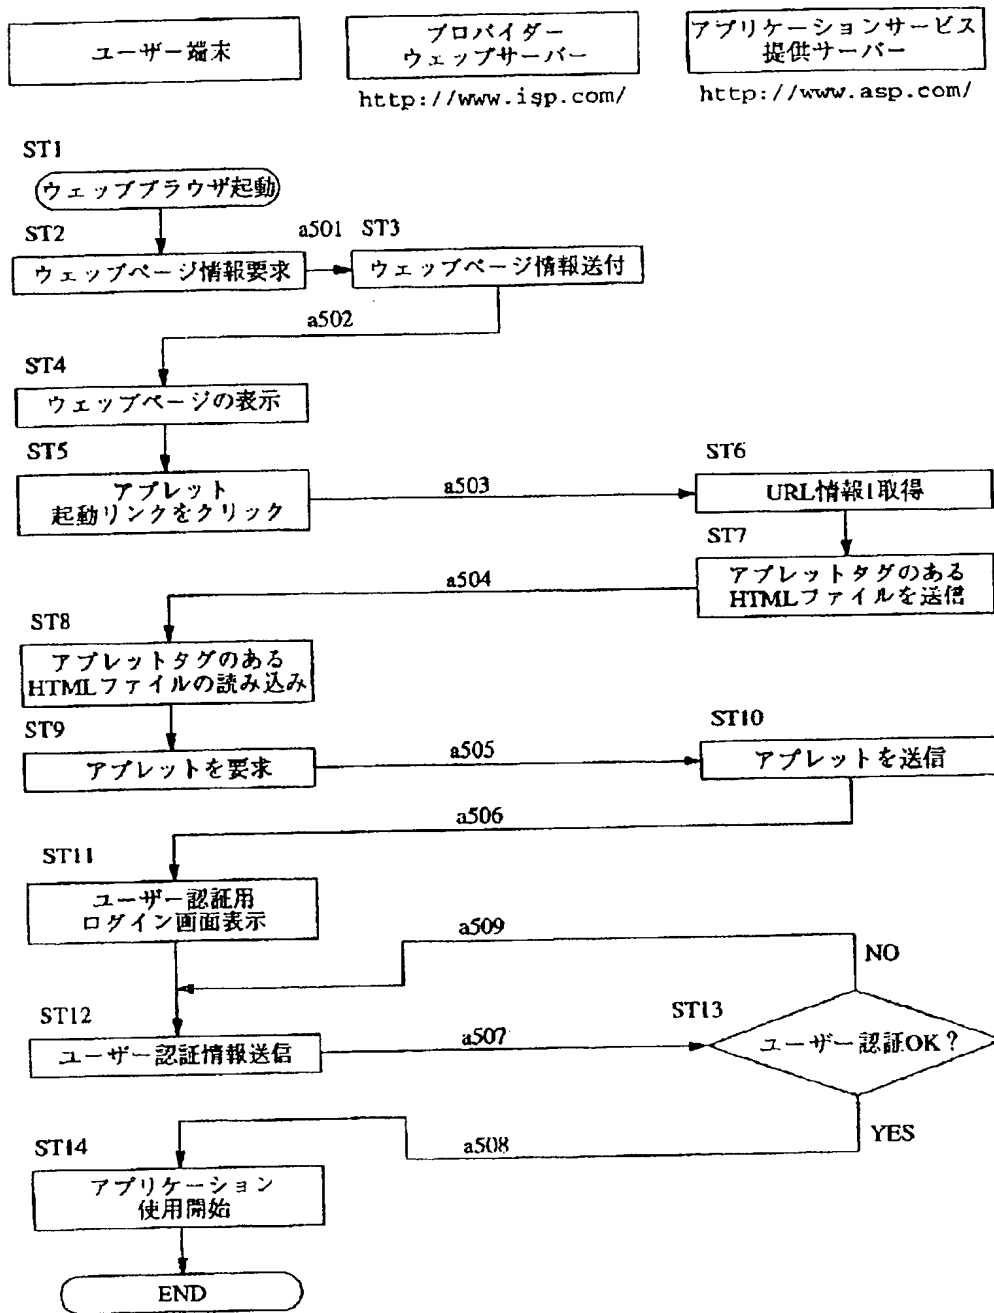 ユーザー端末
プロバイダー
ウェッブサーバー
http://www.isp.com/
アプリケーションサービス
提供サーバー
http://www.asp.com/
ST1
ウェッブブラウザ起動
ST2
ウェッブページ情報要求
a501
ST3
ウェッブページ情報送付
a502
ST4
ウェッブページの表示
ST5
アプレット
起動リンクをクリック
a503
ST6
URL情報1取得
ST7
アプレットタグのある
HTMLファイルを送信
a504
ST8
アプレットタグのある
HTMLファイルの読み込み
ST9
アプレットを要求
a505
ST10
アプレットを送信
a506
ST11
ユーザー認証用
ログイン画面表示
a509
NO
ST12
ユーザー認証情報送信
a507
ST13
ユーザー認証OK?
YES
a508
ST14
アプリケーション
使用開始
END